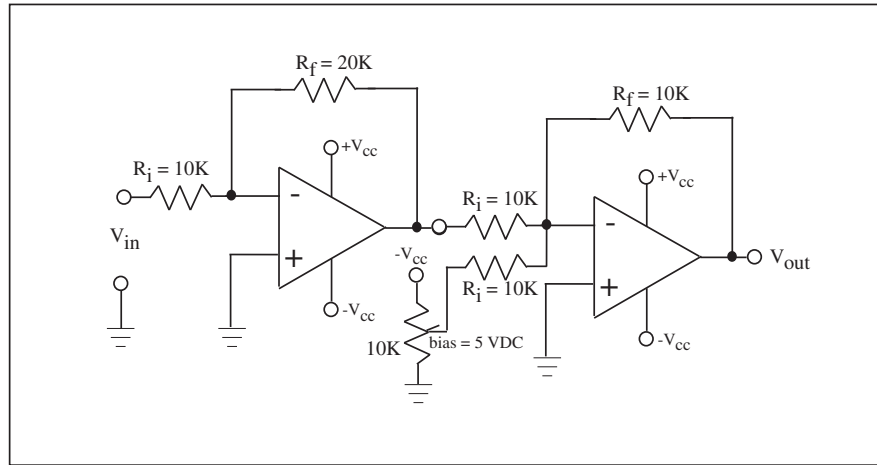 Rf = 20K
Rf = 10K
+Vcc
+Vcc
Ri = 10K
Ri = 10K
-
-
Vin
-Vcc
Vout
+
Ri = 10K
+
-Vcc
10K
bias = 5 VDC
-Vcc